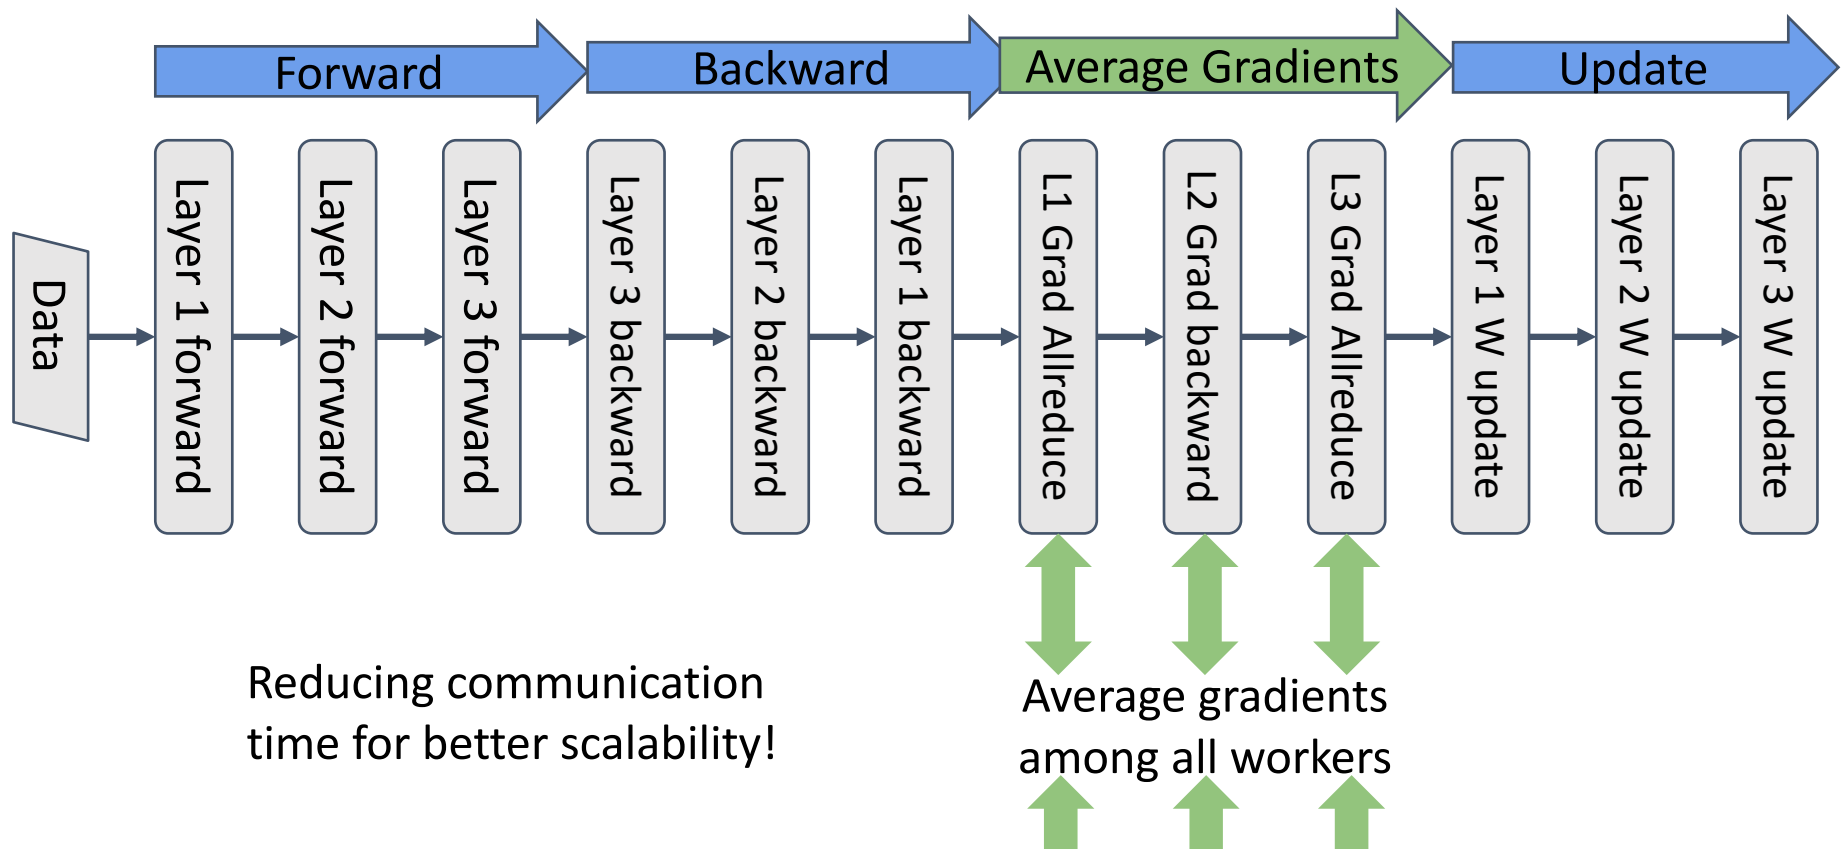 Forward
Backward
Average Gradients
Update
Data
Layer 1 forward
Layer 2 forward
Layer 3 forward
Layer 3 backward
Layer 2 backward
Layer 1 backward
L1 Grad Allreduce
L2 Grad backward
L3 Grad Allreduce
Layer 1 W update
Layer 2 W update
Layer 3 W update
Reducing communication
time for better scalability!
Average gradients
among all workers